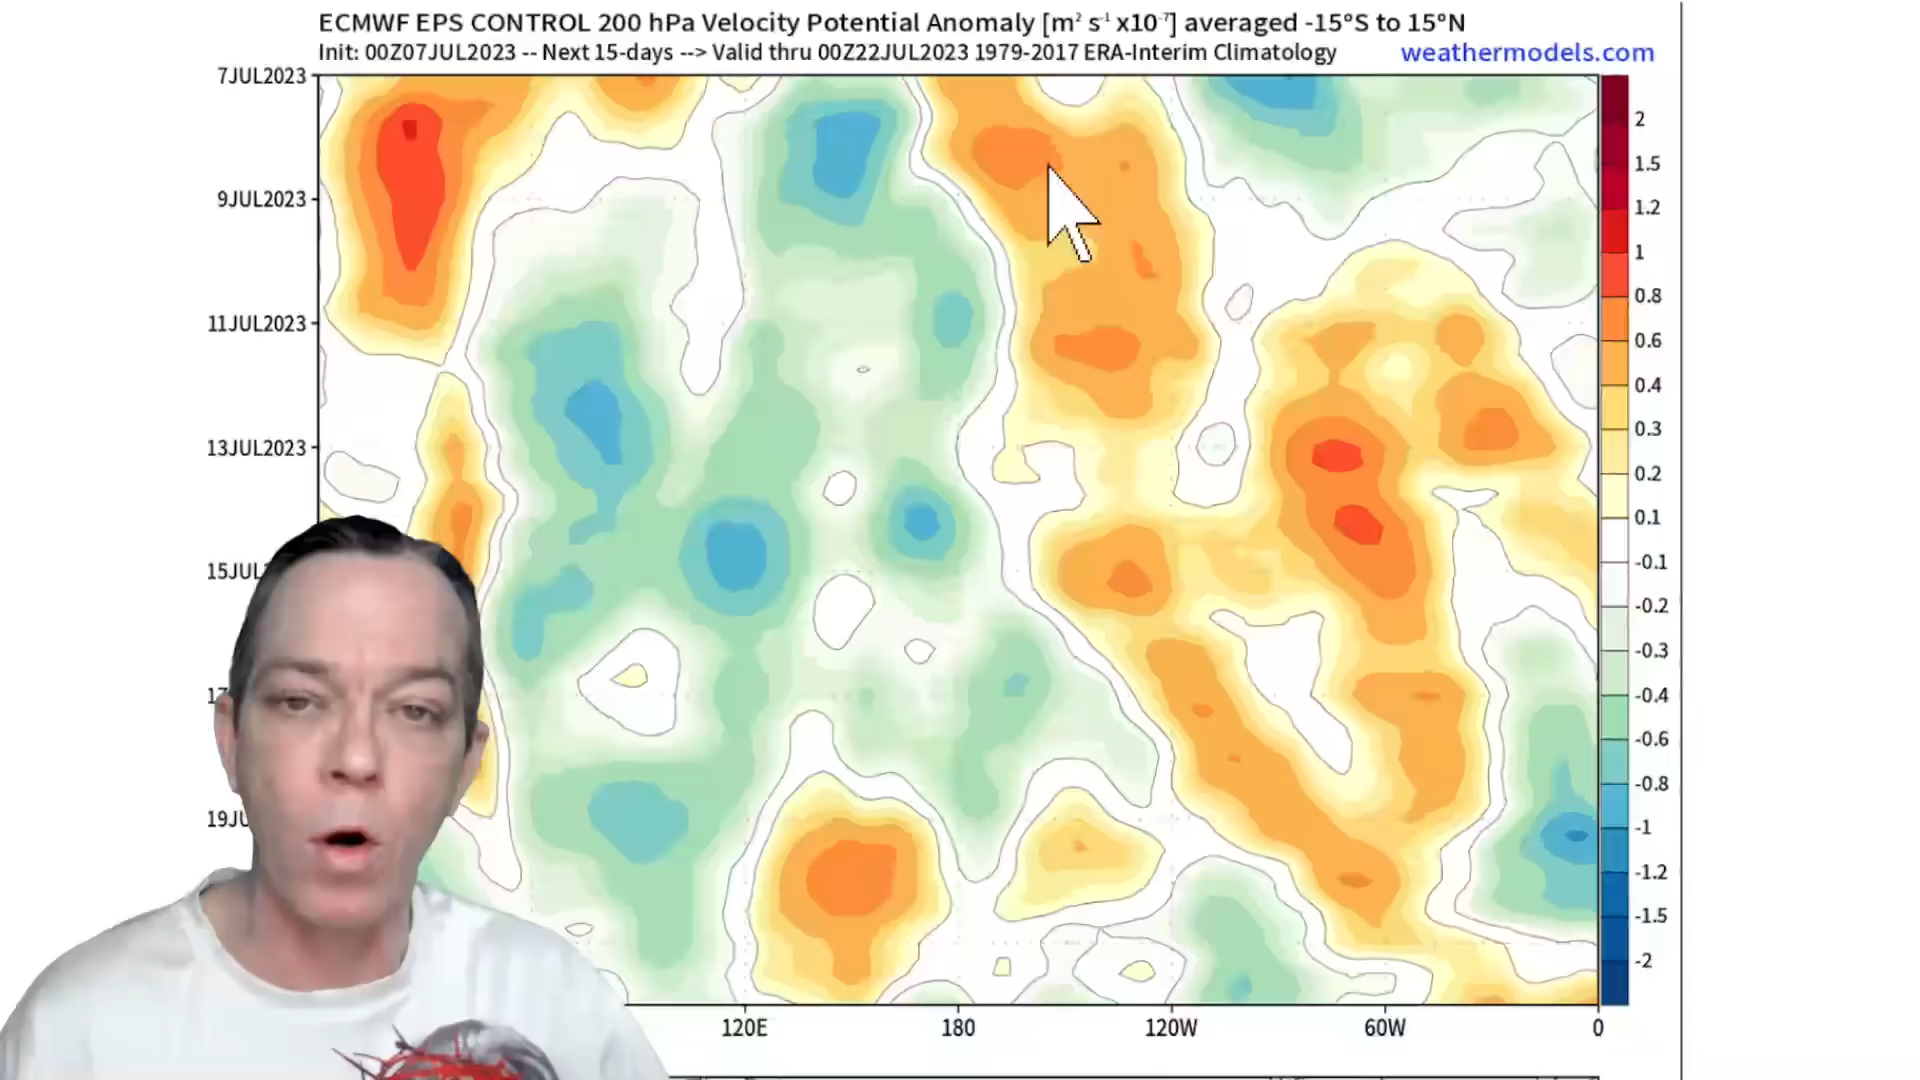 ECMWF EPS CONTROL 200 hPa Velocity Potential Anomaly [m² s⁻¹ x10⁻⁷] averaged -15°S to 15°N
Init: 00Z07JUL2023 -- Next 15-days --> Valid thru 00Z22JUL2023 1979-2017 ERA-Interim Climatology
weathermodels.com
7JUL2023
9JUL2023
11JUL2023
13JUL2023
15JUL
17
19JU
120E
180
120W
60W
0
2
1.5
1.2
1
0.8
0.6
0.4
0.3
0.2
0.1
-0.1
-0.2
-0.3
-0.4
-0.6
-0.8
-1
-1.2
-1.5
-2